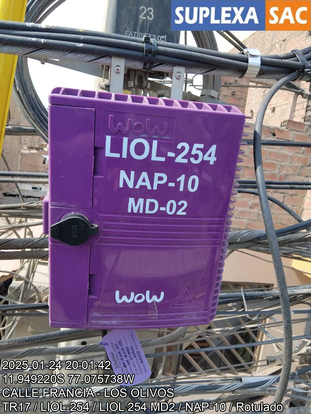 23
SUPLEXA SAC
WOW
LIOL-254
NAP-10
MD-02
WOW
2025-01-24 20:01:42
11.949220S 77.075738W
CALLE FRANCIA - LOS OLIVOS
TR17 / LIOL-254 / LIOL 254 MD2 / NAP-10 / Rotulado